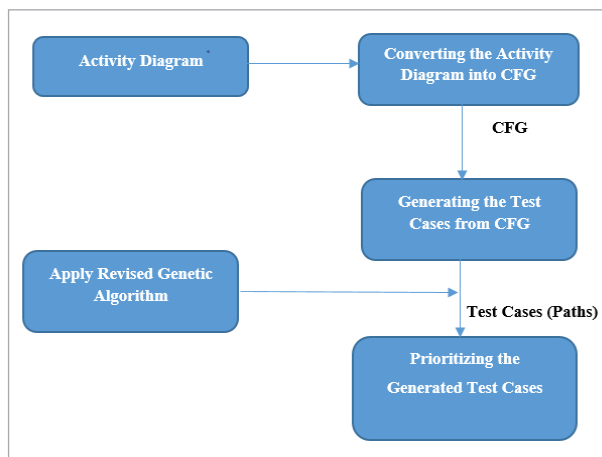 Activity Diagram
Converting the Activity
Diagram into CFG
CFG
Generating the Test
Cases from CFG
Apply Revised Genetic
Algorithm
Test Cases (Paths)
Prioritizing the
Generated Test Cases